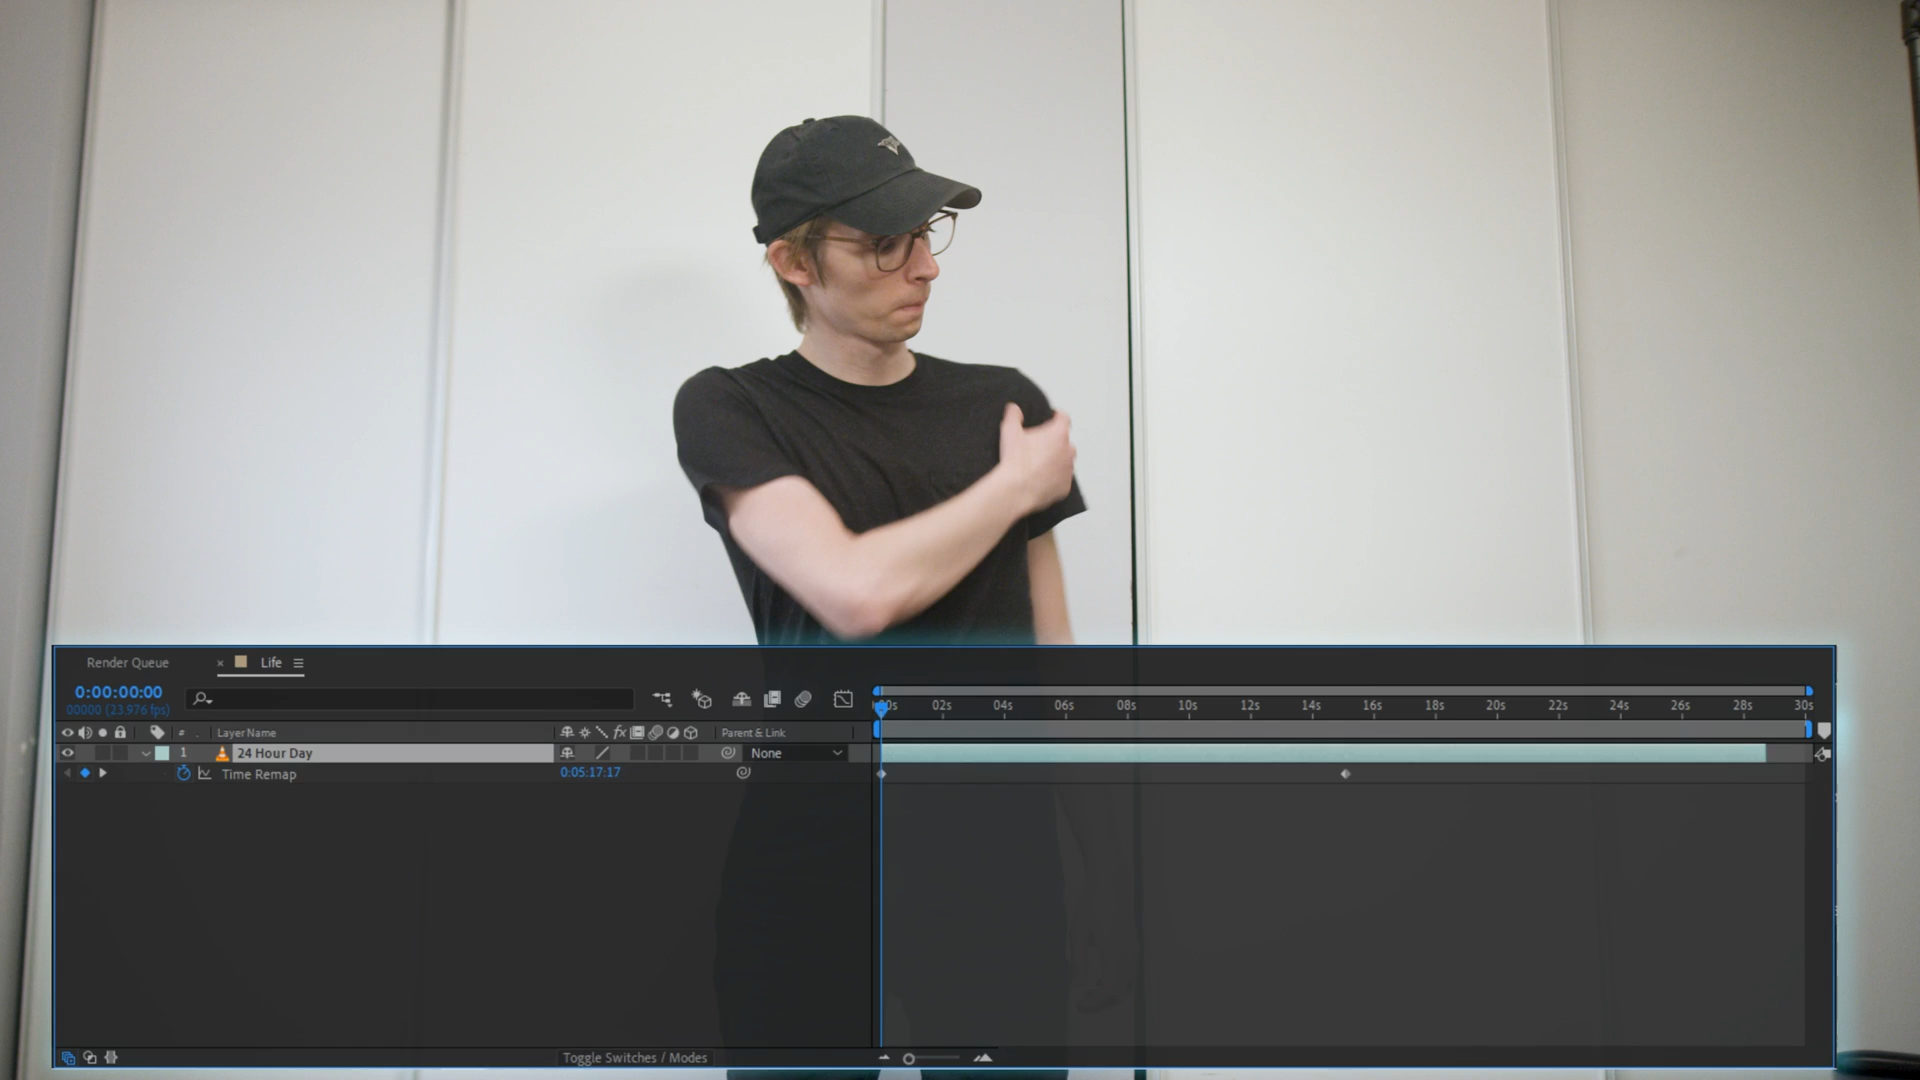 Render Queue × Life
0:00:00:00
00000 (23.976 fps)
00s 02s 04s 06s 08s 10s 12s 14s 16s 18s 20s 22s 24s 26s 28s 30s
# . Layer Name fx Parent & Link
1 24 Hour Day None
Time Remap 0:05:17:17
Toggle Switches / Modes